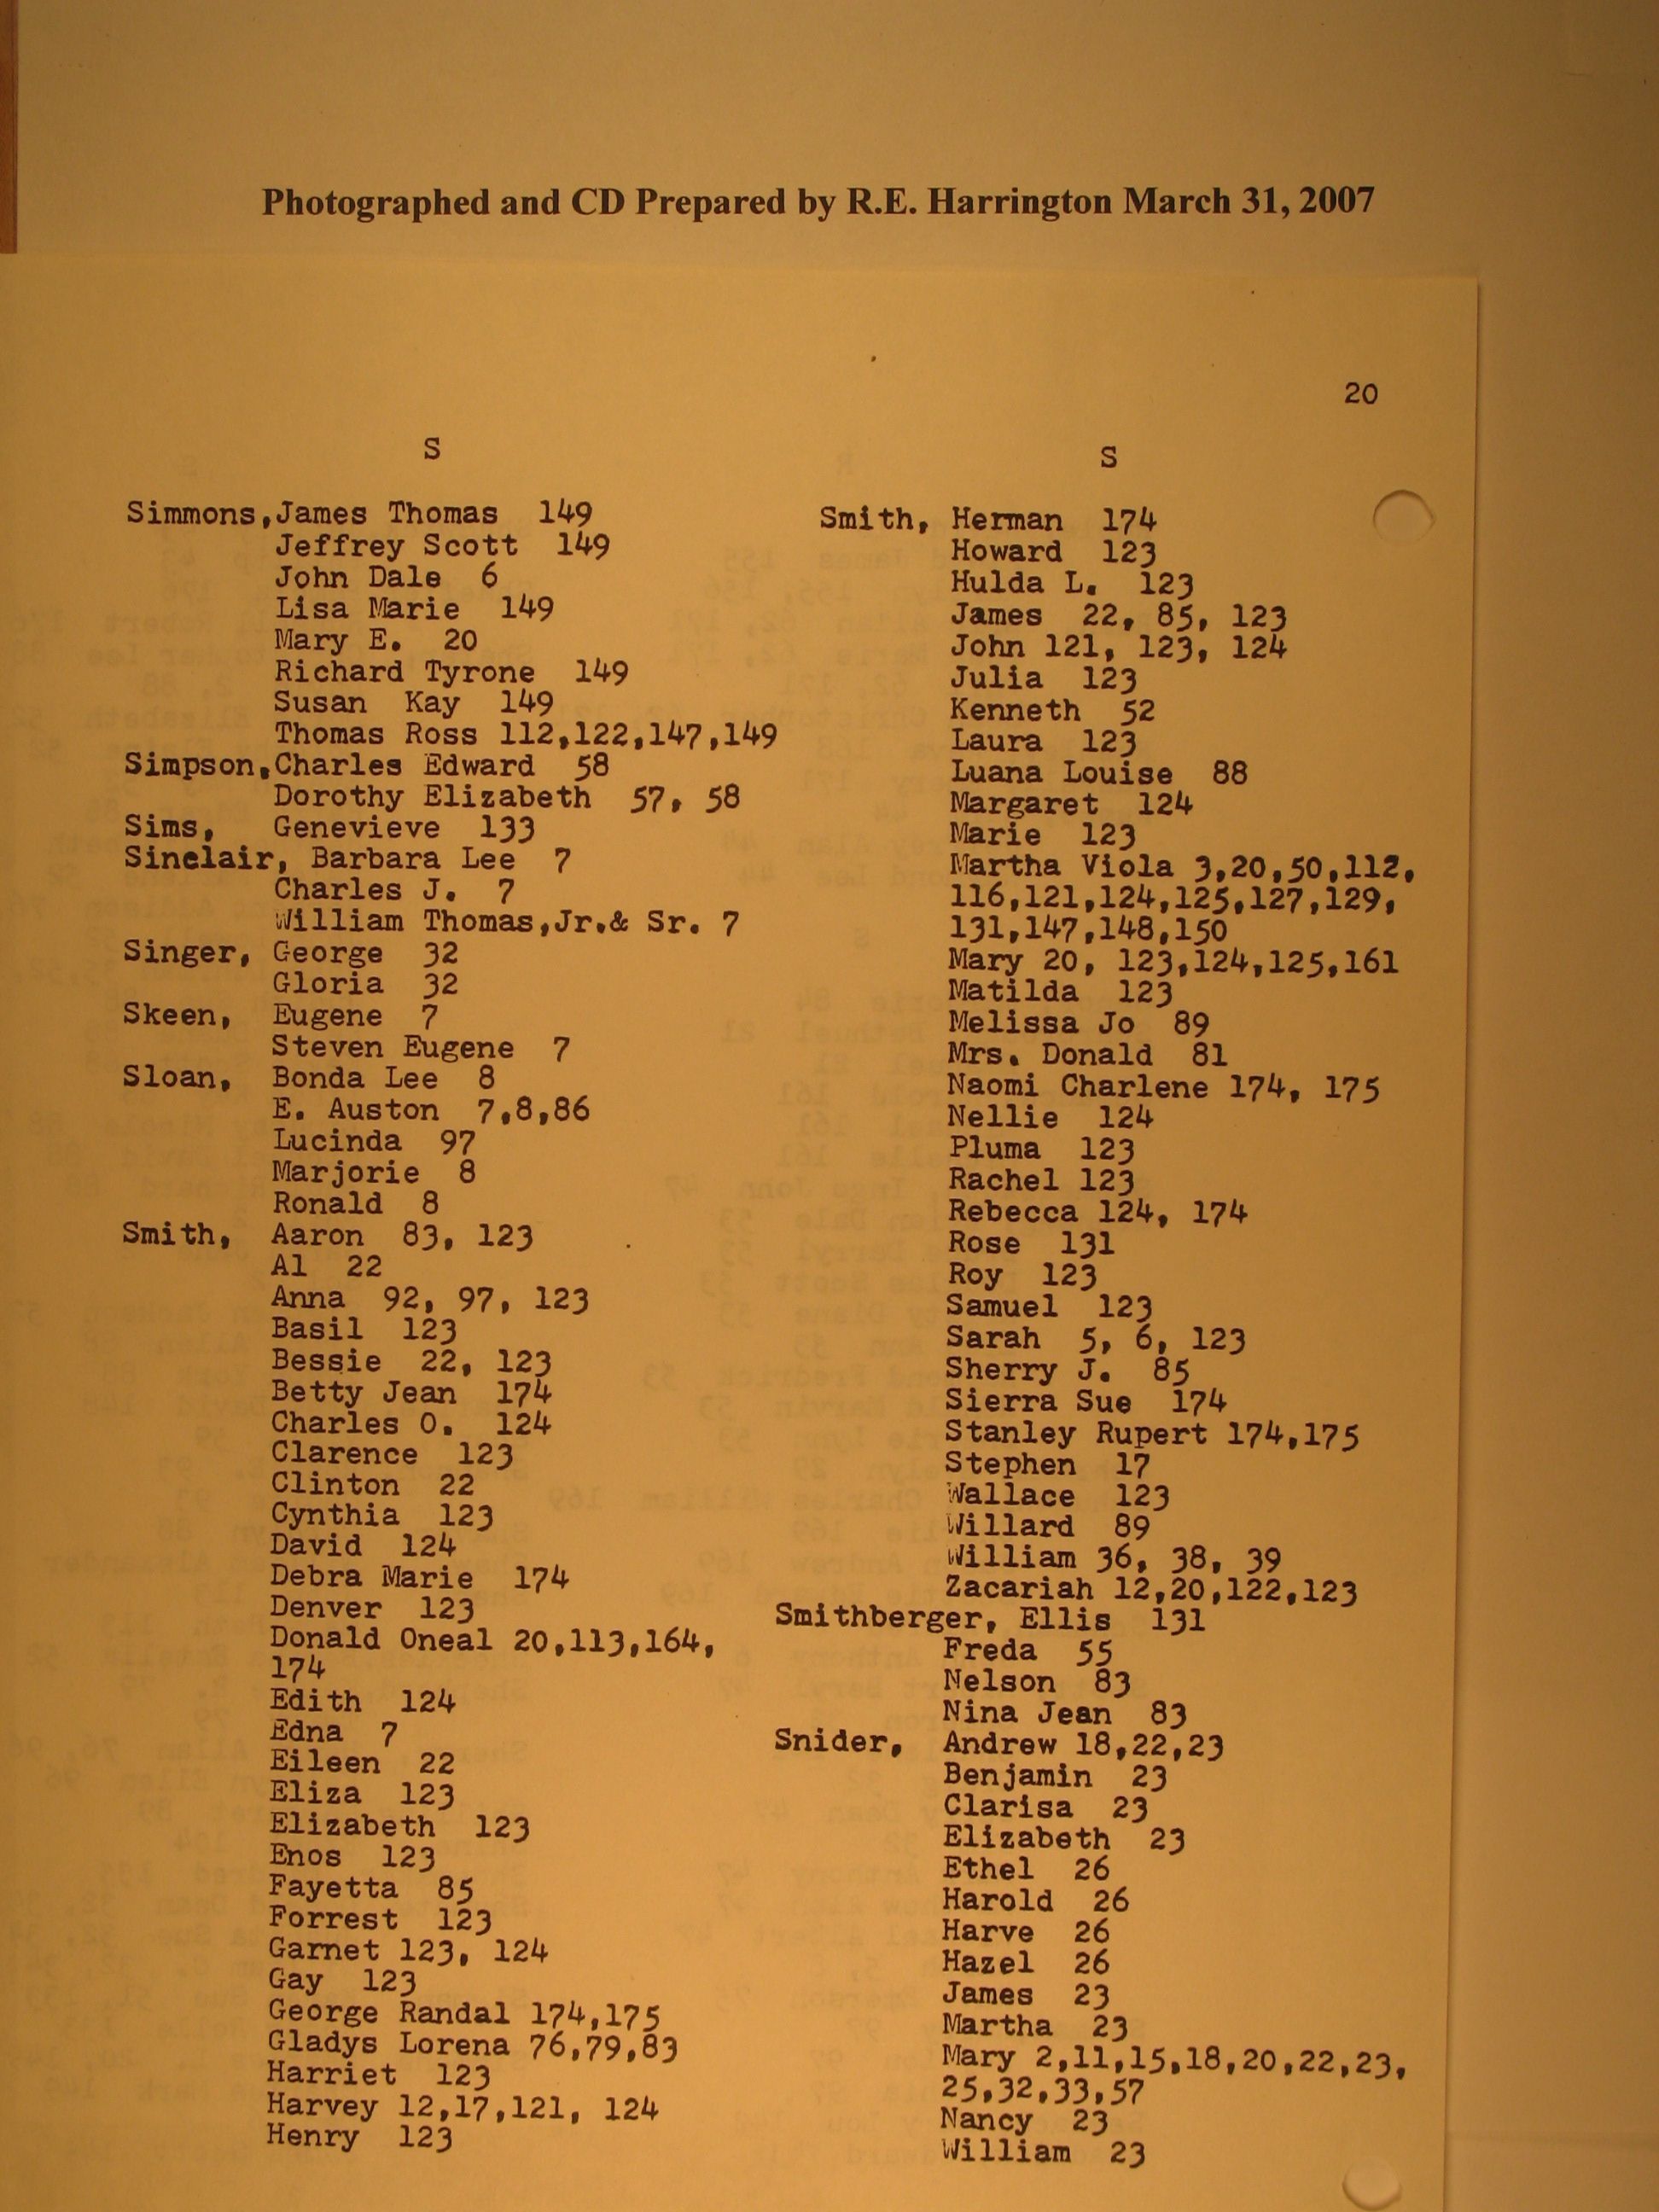 Photographed and CD Prepared by R.E. Harrington March 31, 2007
20
S
Simmons, James Thomas 149
Jeffrey Scott 149
John Dale 6
Lisa Marie 149
Mary E. 20
Richard Tyrone 149
Susan Kay 149
Thomas Ross 112,122,147,149
Simpson, Charles Edward 58
Dorothy Elizabeth 57, 58
Sims, Genevieve 133
Sinclair, Barbara Lee 7
Charles J. 7
William Thomas,Jr.& Sr. 7
Singer, George 32
Gloria 32
Skeen, Eugene 7
Steven Eugene 7
Sloan, Bonda Lee 8
E. Auston 7,8,86
Lucinda 97
Marjorie 8
Ronald 8
Smith, Aaron 83, 123
Al 22
Anna 92, 97, 123
Basil 123
Bessie 22, 123
Betty Jean 174
Charles O. 124
Clarence 123
Clinton 22
Cynthia 123
David 124
Debra Marie 174
Denver 123
Donald Oneal 20,113,164,
174
Edith 124
Edna 7
Eileen 22
Eliza 123
Elizabeth 123
Enos 123
Fayetta 85
Forrest 123
Garnet 123, 124
Gay 123
George Randal 174,175
Gladys Lorena 76,79,83
Harriet 123
Harvey 12,17,121, 124
Henry 123
S
Smith, Herman 174
Howard 123
Hulda L. 123
James 22, 85, 123
John 121, 123, 124
Julia 123
Kenneth 52
Laura 123
Luana Louise 88
Margaret 124
Marie 123
Martha Viola 3,20,50,112,
116,121,124,125,127,129,
131,147,148,150
Mary 20, 123,124,125,161
Matilda 123
Melissa Jo 89
Mrs. Donald 81
Naomi Charlene 174, 175
Nellie 124
Pluma 123
Rachel 123
Rebecca 124, 174
Rose 131
Roy 123
Samuel 123
Sarah 5, 6, 123
Sherry J. 85
Sierra Sue 174
Stanley Rupert 174,175
Stephen 17
Wallace 123
Willard 89
William 36, 38, 39
Zacariah 12,20,122,123
Smithberger, Ellis 131
Freda 55
Nelson 83
Nina Jean 83
Snider, Andrew 18,22,23
Benjamin 23
Clarisa 23
Elizabeth 23
Ethel 26
Harold 26
Harve 26
Hazel 26
James 23
Martha 23
Mary 2,11,15,18,20,22,23,
25,32,33,57
Nancy 23
William 23